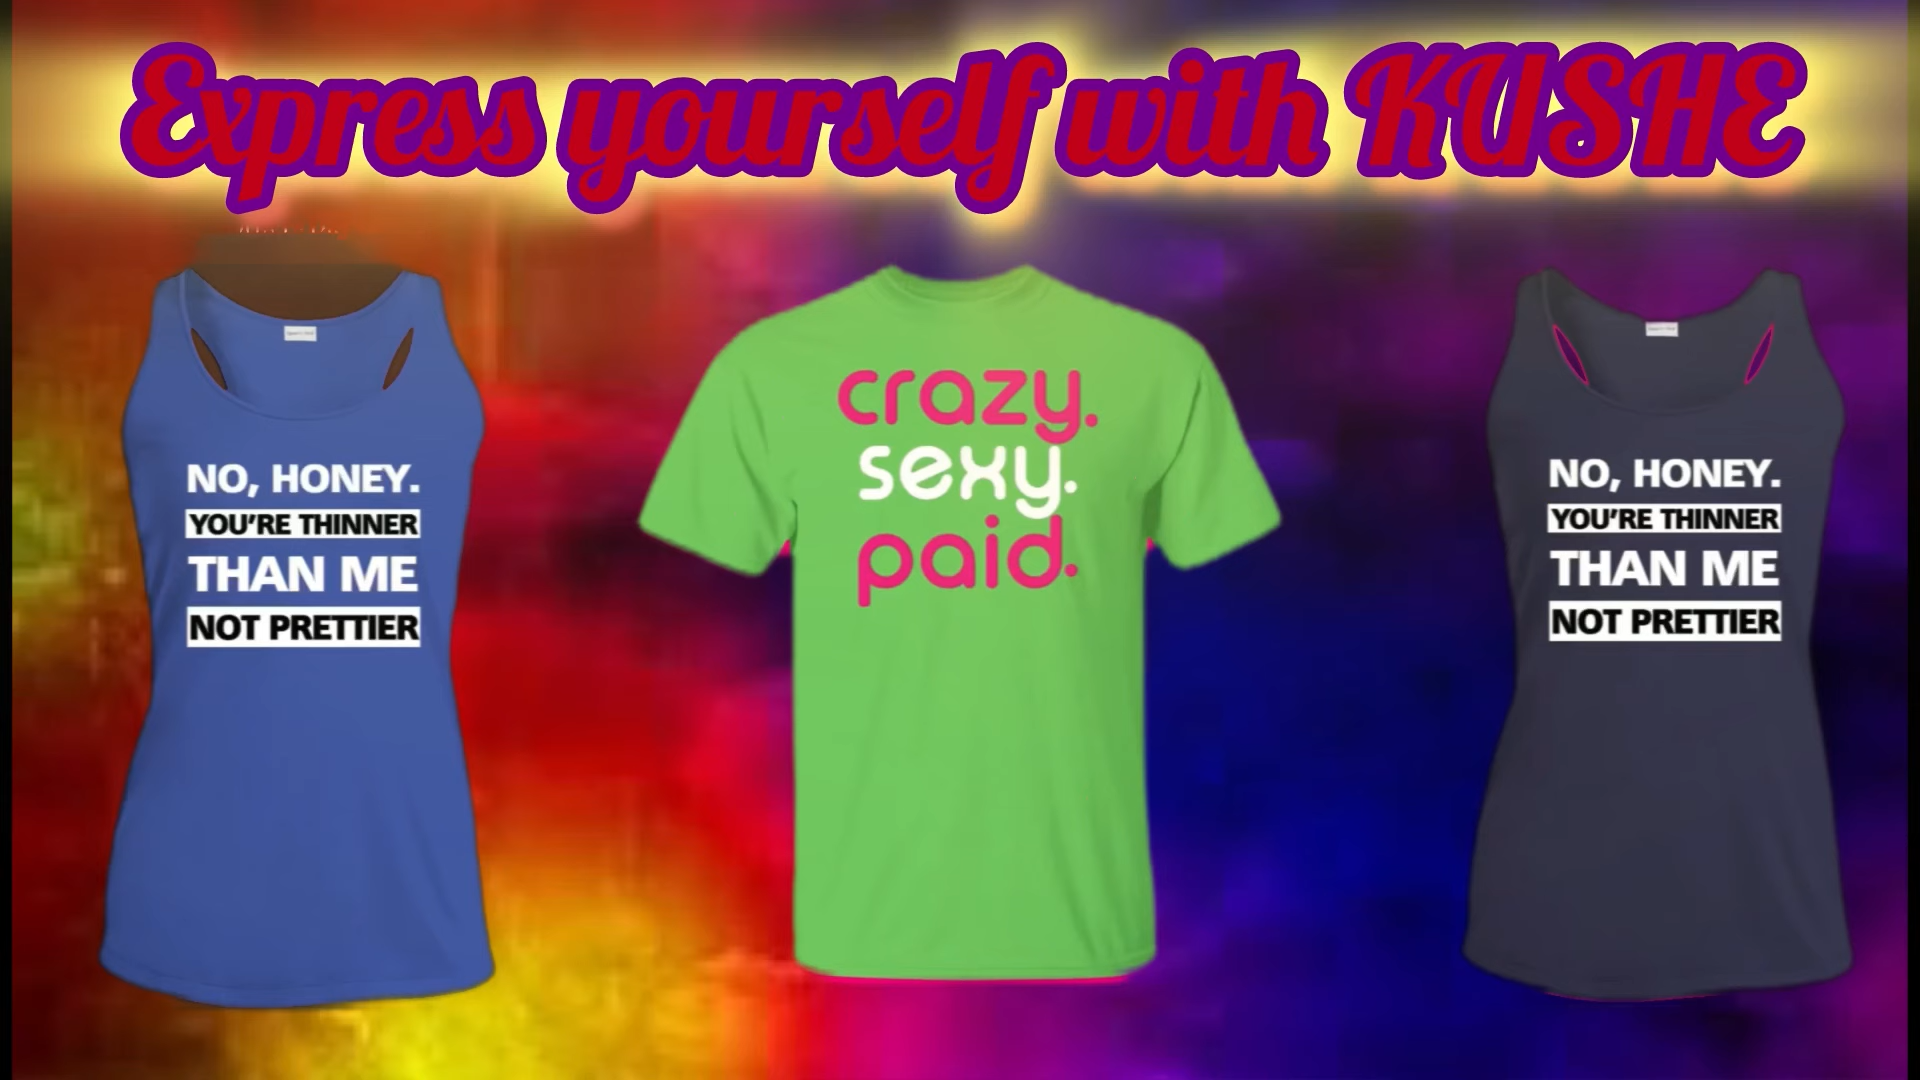 Express yourself with KUSHE
NO, HONEY.
YOU'RE THINNER
THAN ME
NOT PRETTIER
crazy.
sexy.
paid.
NO, HONEY.
YOU'RE THINNER
THAN ME
NOT PRETTIER